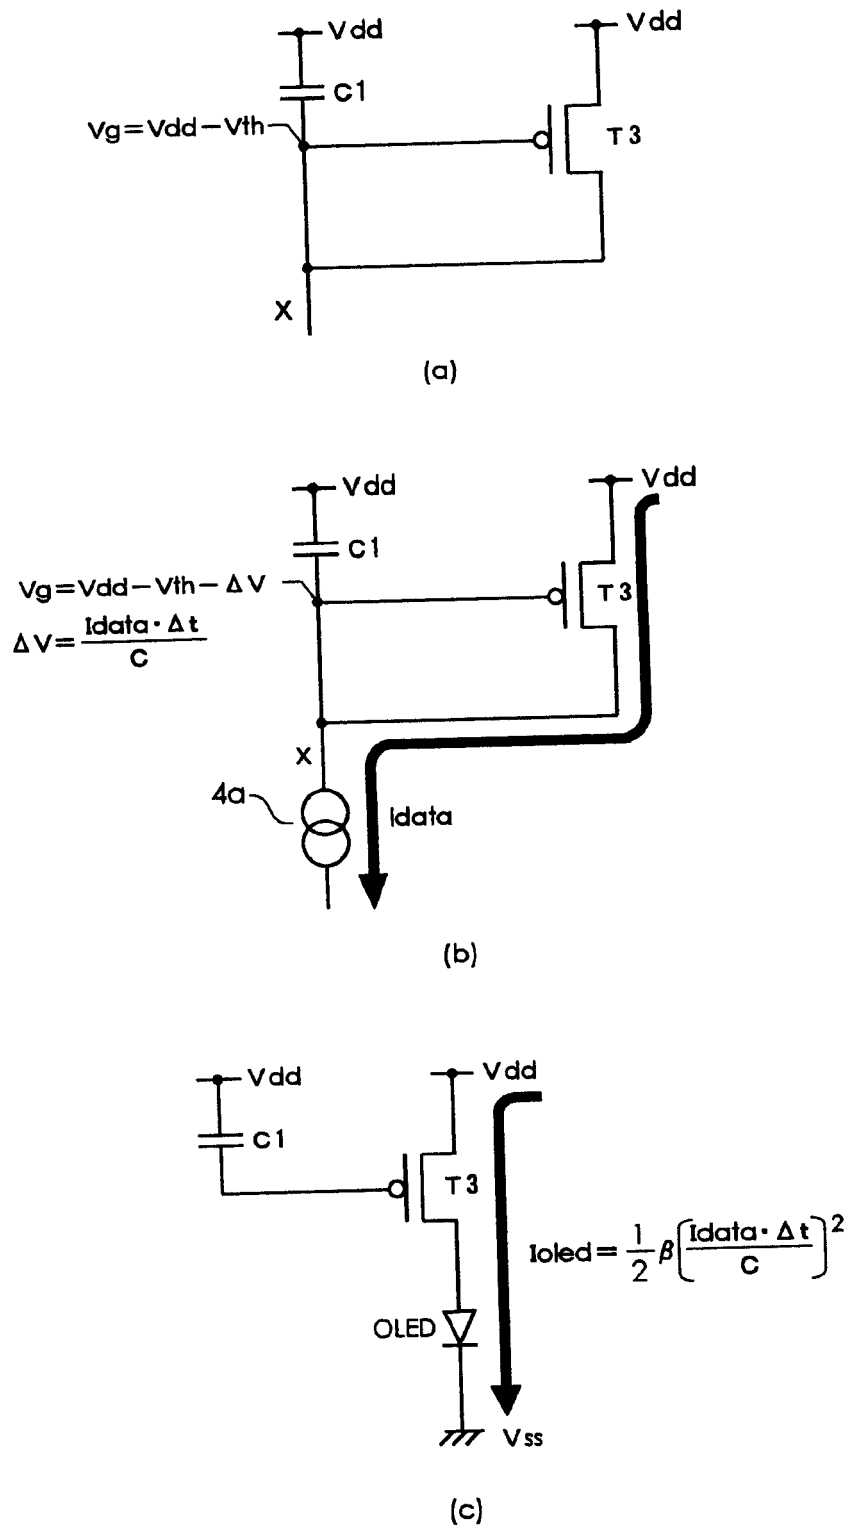 Vdd
Vdd
C1
Vg=Vdd-Vth
T3
X
(a)
Vdd
Vdd
C1
Vg=Vdd-Vth-ΔV
T3
ΔV=Idata·Δt/C
X
4a
Idata
(b)
Vdd
Vdd
C1
T3
Ioled=1/2 β(Idata·Δt/C)²
OLED
Vss
(c)